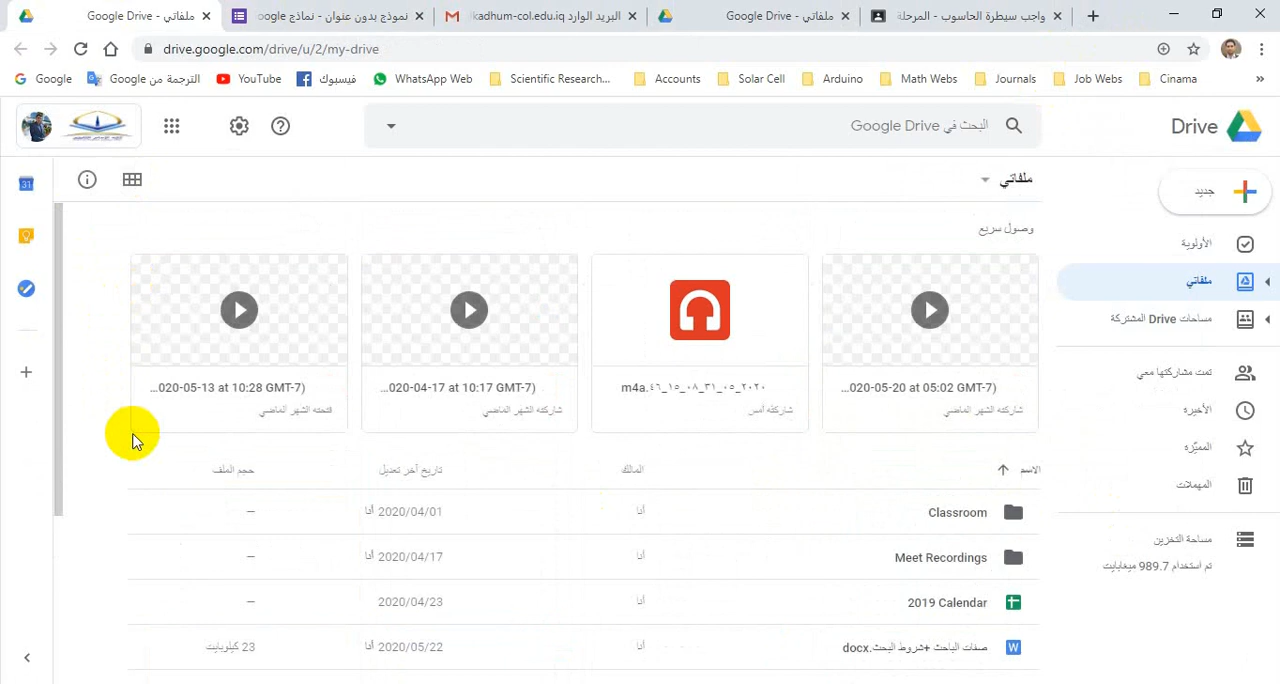 ملفاتي - Google Drive
نموذج بدون عنوان - نماذج oogle
البريد الوارد kadhum-col.edu.iq
ملفاتي - Google Drive
واجب سيطرة الحاسوب - المرحلة
drive.google.com/drive/u/2/my-drive
Google
الترجمة من Google
YouTube
فيسبوك
WhatsApp Web
Scientific Research...
Accounts
Solar Cell
Arduino
Math Webs
Journals
Job Webs
Cinama
»
Drive
البحث في Google Drive
جديد
الأولوية
ملفاتي
مساحات Drive المشتركة
تمت مشاركتها معي
الأخيرة
المميّزة
المهملات
مساحة التخزين
تم استخدام 989.7 ميغابايت
ملفاتي
وصول سريع
...020-05-20 at 05:02 GMT-7)
شاركته الشهر الماضي
٢٠٢٠_٠٥_٣١_٠٨_١٥_٤٦.m4a
شاركته أمس
...020-04-17 at 10:17 GMT-7)
شاركته الشهر الماضي
...020-05-13 at 10:28 GMT-7)
فتحته الشهر الماضي
الاسم المالك تاريخ آخر تعديل حجم الملف
Classroom أنا 2020/04/01 أنا —
Meet Recordings أنا 2020/04/17 أنا —
2019 Calendar أنا 2020/04/23 —
صفات الباحث +شروط البحث.docx أنا 2020/05/22 أنا 23 كيلوبايت
31